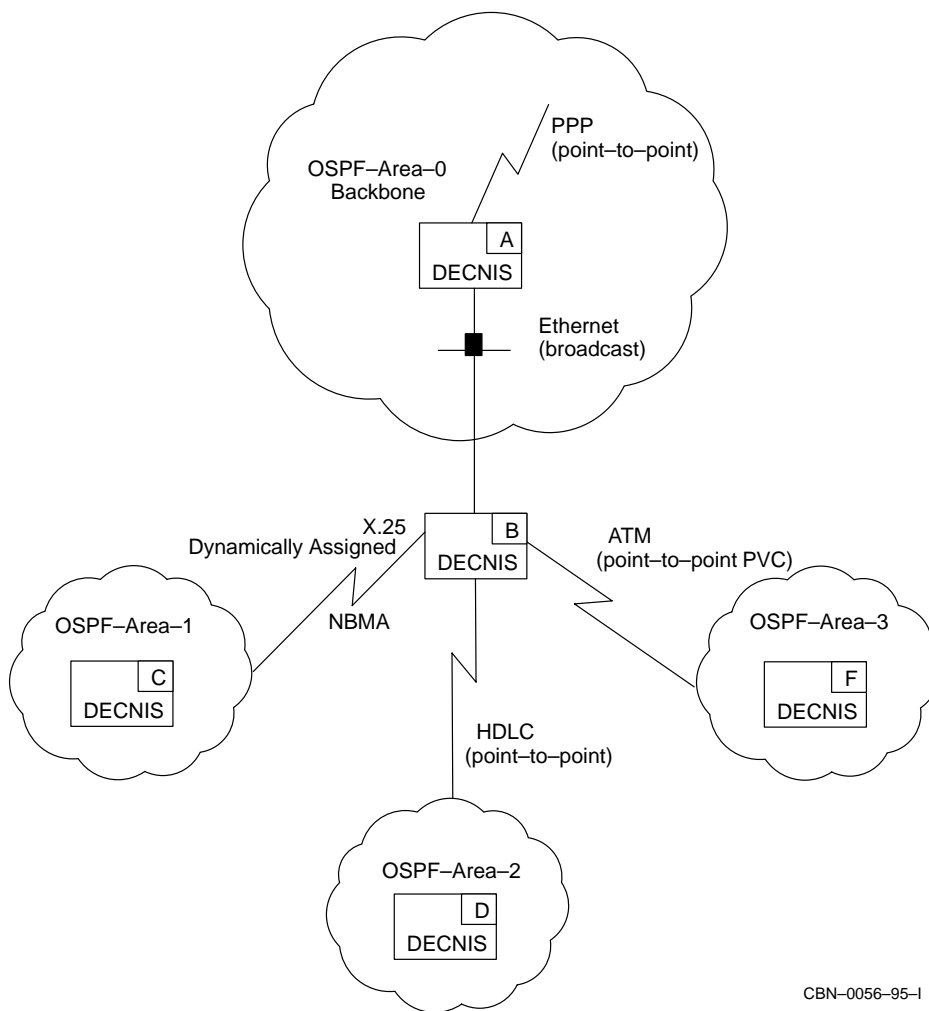 PPP
(point–to–point)
OSPF–Area–0
Backbone
A
DECNIS
Ethernet
(broadcast)
X.25
Dynamically Assigned
NBMA
B
DECNIS
ATM
(point–to–point PVC)
OSPF–Area–1
C
DECNIS
OSPF–Area–3
F
DECNIS
HDLC
(point–to–point)
OSPF–Area–2
D
DECNIS
CBN–0056–95–I